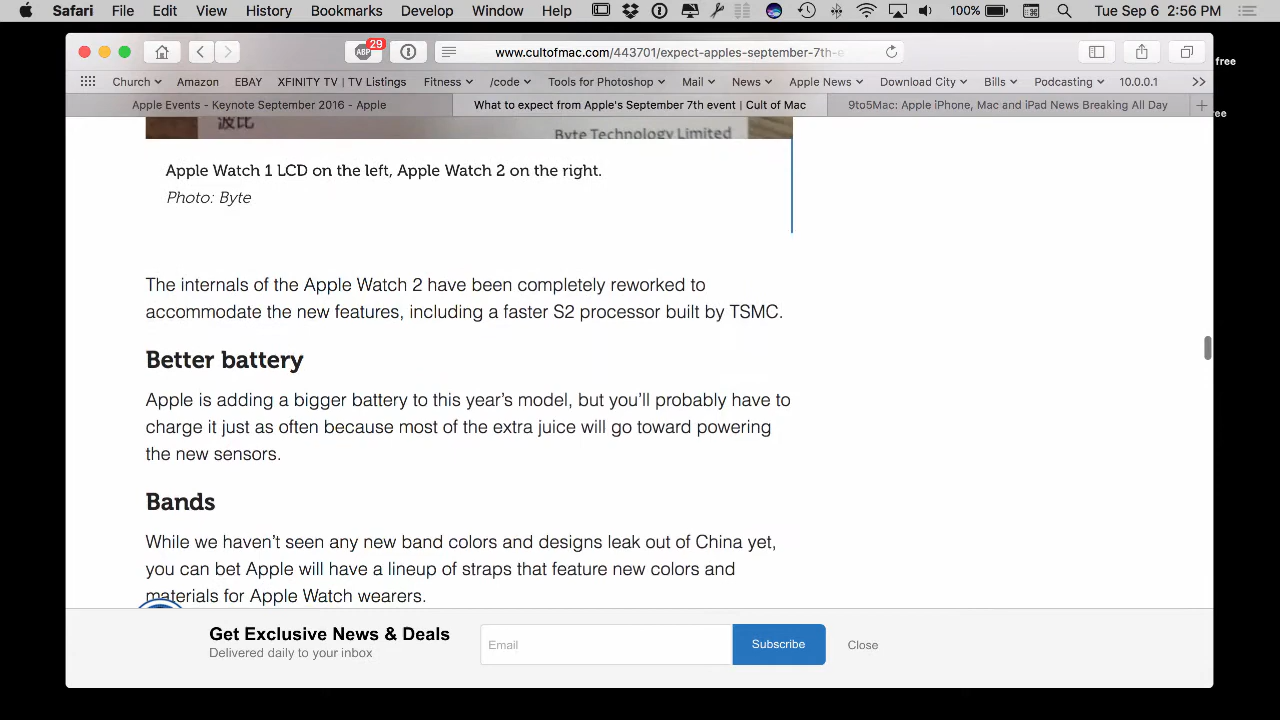 Safari File Edit View History Bookmarks Develop Window Help 100% Tue Sep 6 2:56 PM
free
free
ABP 29 www.cultofmac.com/443701/expect-apples-september-7th-e
Church Amazon EBAY XFINITY TV | TV Listings Fitness /code Tools for Photoshop Mail News Apple News Download City Bills Podcasting 10.0.0.1
Apple Events - Keynote September 2016 - Apple What to expect from Apple's September 7th event | Cult of Mac 9to5Mac: Apple iPhone, Mac and iPad News Breaking All Day
波比
Byte Technology Limited
Apple Watch 1 LCD on the left, Apple Watch 2 on the right.
Photo: Byte
The internals of the Apple Watch 2 have been completely reworked to
accommodate the new features, including a faster S2 processor built by TSMC.
Better battery
Apple is adding a bigger battery to this year's model, but you'll probably have to
charge it just as often because most of the extra juice will go toward powering
the new sensors.
Bands
While we haven't seen any new band colors and designs leak out of China yet,
you can bet Apple will have a lineup of straps that feature new colors and
materials for Apple Watch wearers.
Get Exclusive News & Deals
Delivered daily to your inbox
Email
Subscribe
Close